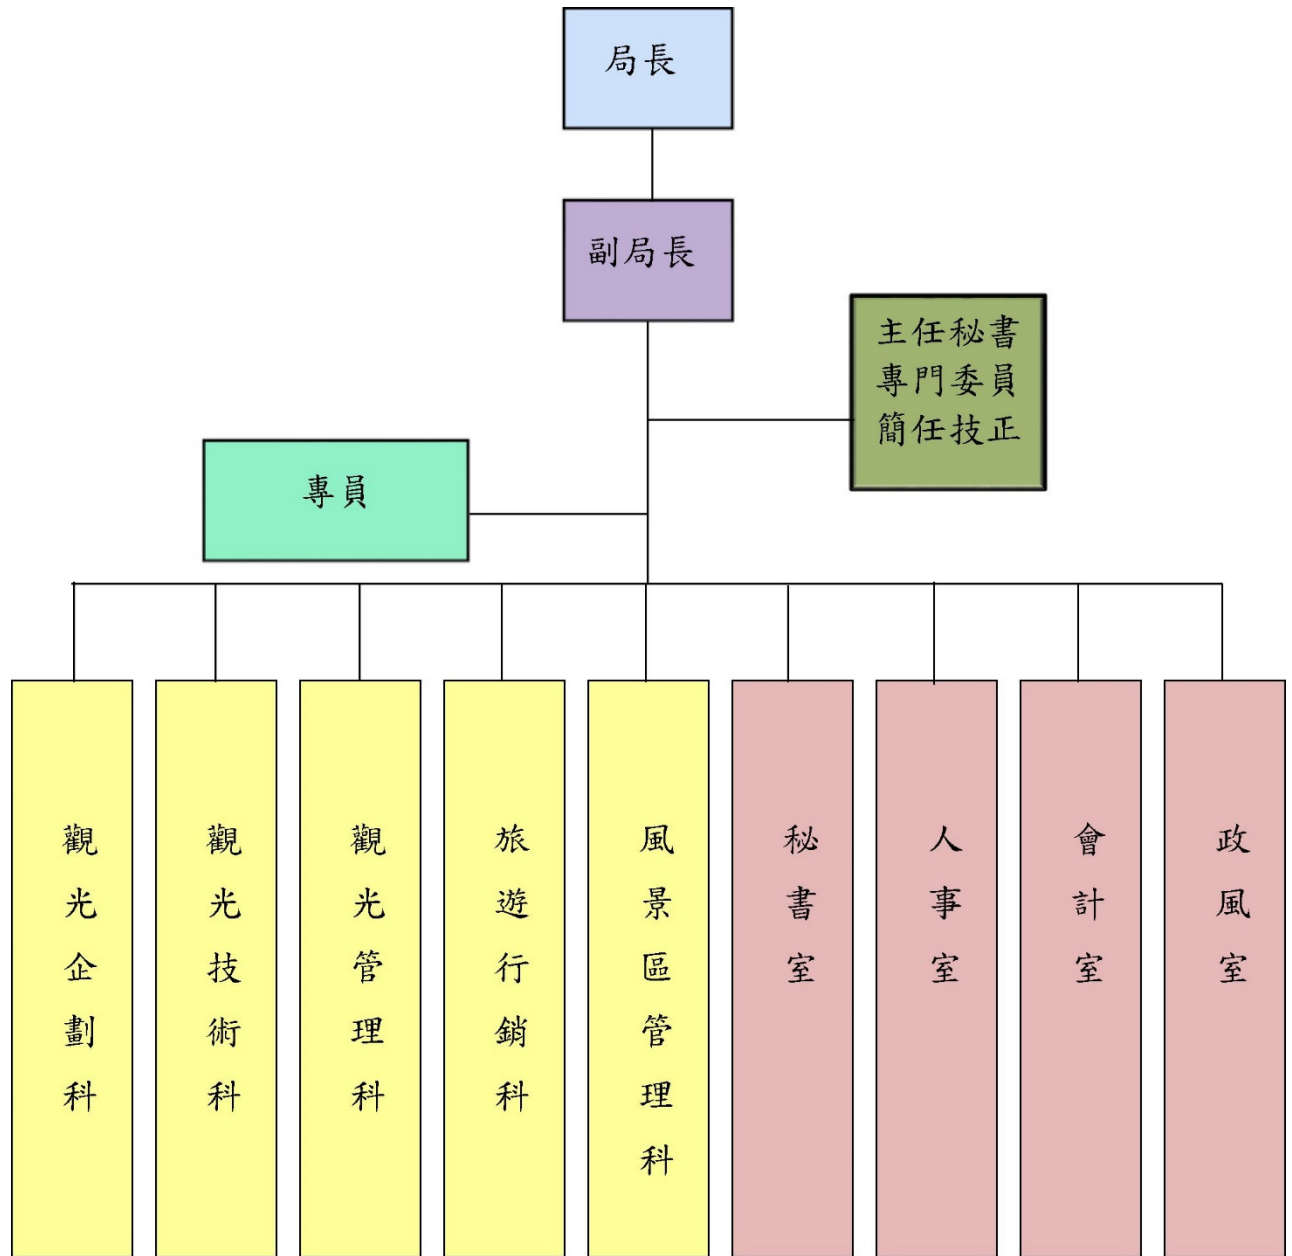 局長
副局長
主任秘書
專門委員
簡任技正
專員
觀光企劃科
觀光技術科
觀光管理科
旅遊行銷科
風景區管理科
秘書室
人事室
會計室
政風室